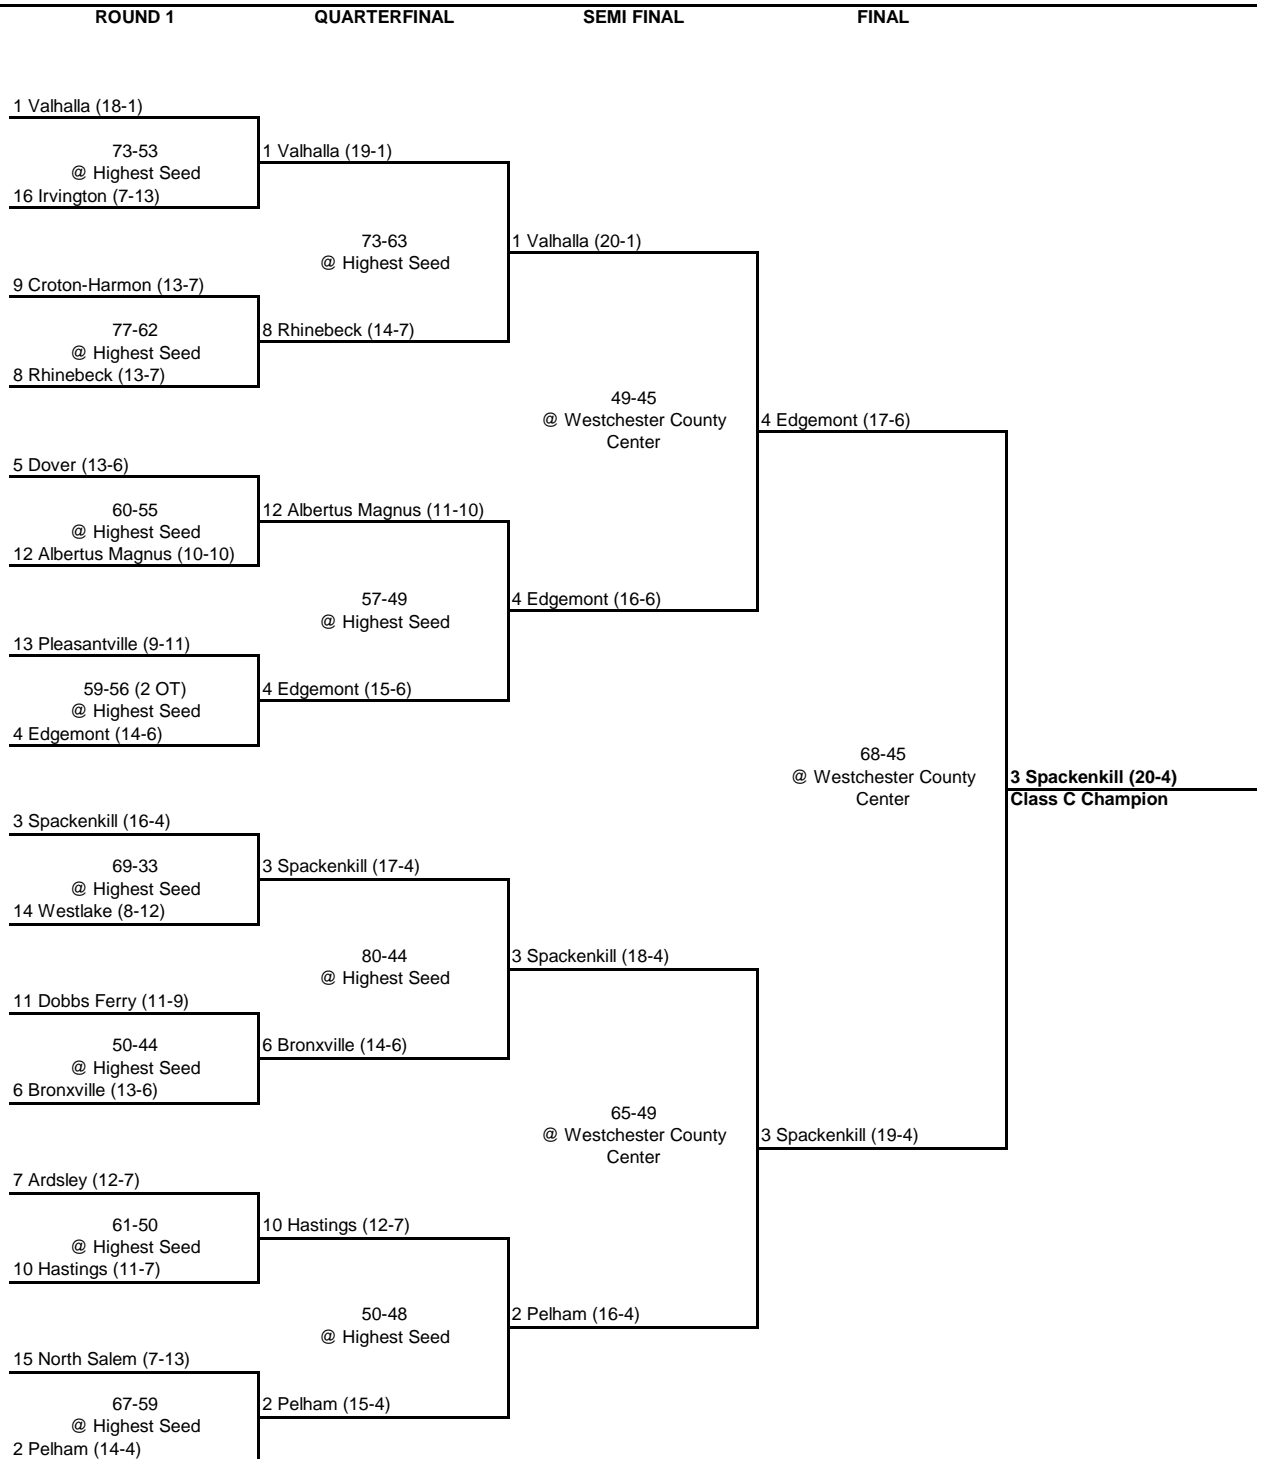 ROUND 1 QUARTERFINAL SEMI FINAL FINAL
1 Valhalla (18-1)
73-53
@ Highest Seed
16 Irvington (7-13)
1 Valhalla (19-1)
73-63
@ Highest Seed
1 Valhalla (20-1)
9 Croton-Harmon (13-7)
77-62
@ Highest Seed
8 Rhinebeck (13-7)
8 Rhinebeck (14-7)
49-45
@ Westchester County
Center
4 Edgemont (17-6)
5 Dover (13-6)
60-55
@ Highest Seed
12 Albertus Magnus (10-10)
12 Albertus Magnus (11-10)
57-49
@ Highest Seed
4 Edgemont (16-6)
13 Pleasantville (9-11)
59-56 (2 OT)
@ Highest Seed
4 Edgemont (14-6)
4 Edgemont (15-6)
68-45
@ Westchester County
Center
3 Spackenkill (20-4)
Class C Champion
3 Spackenkill (16-4)
69-33
@ Highest Seed
14 Westlake (8-12)
3 Spackenkill (17-4)
80-44
@ Highest Seed
3 Spackenkill (18-4)
11 Dobbs Ferry (11-9)
50-44
@ Highest Seed
6 Bronxville (13-6)
6 Bronxville (14-6)
65-49
@ Westchester County
Center
3 Spackenkill (19-4)
7 Ardsley (12-7)
61-50
@ Highest Seed
10 Hastings (11-7)
10 Hastings (12-7)
50-48
@ Highest Seed
2 Pelham (16-4)
15 North Salem (7-13)
67-59
@ Highest Seed
2 Pelham (14-4)
2 Pelham (15-4)